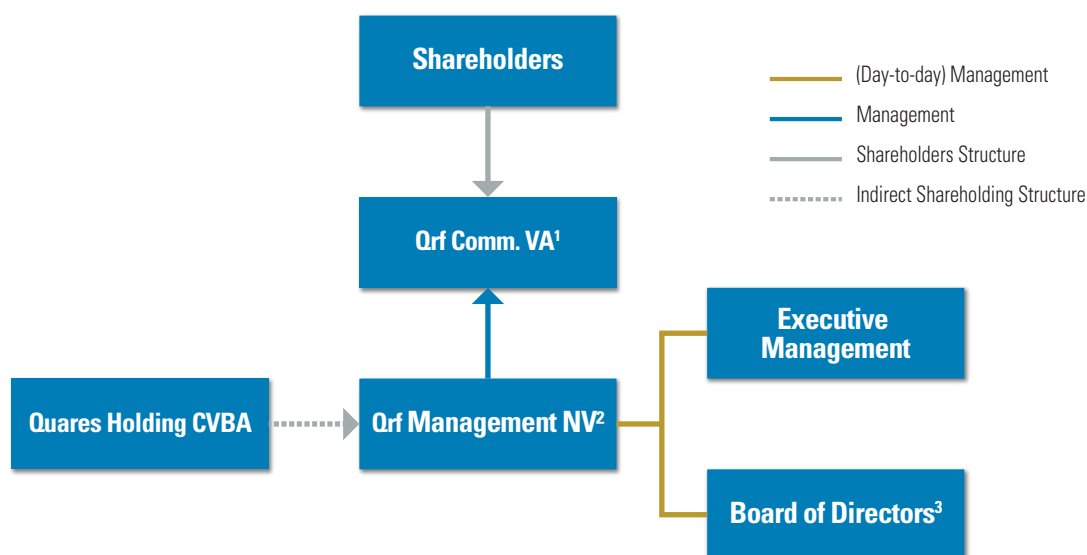 Shareholders
(Day-to-day) Management
Management
Shareholders Structure
Indirect Shareholding Structure
Qrf Comm. VA¹
Executive
Management
Quares Holding CVBA
Qrf Management NV²
Board of Directors³